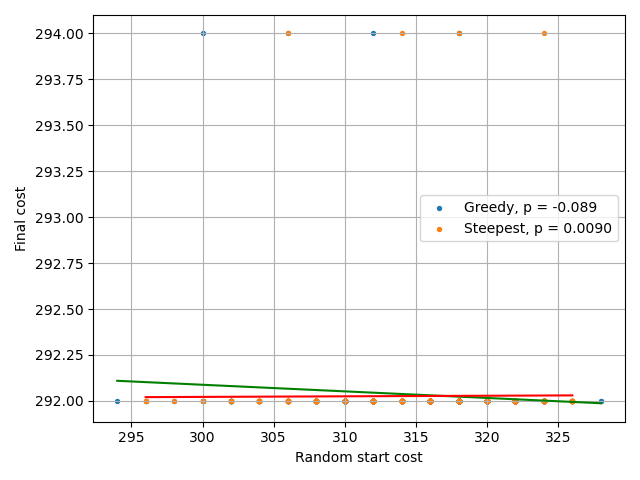 294.00
293.75
293.50
293.25
293.00
292.75
292.50
292.25
292.00
Final cost
Greedy, p = -0.089
Steepest, p = 0.0090
295 300 305 310 315 320 325
Random start cost